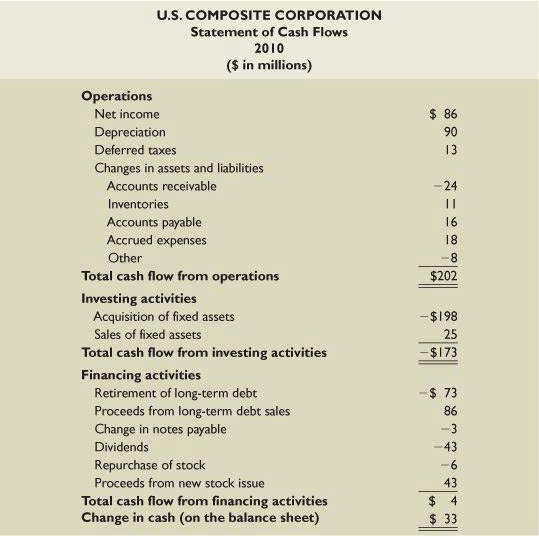 U.S. COMPOSITE CORPORATION
Statement of Cash Flows
2010
($ in millions)
Operations
Net income $ 86
Depreciation 90
Deferred taxes 13
Changes in assets and liabilities
Accounts receivable −24
Inventories 11
Accounts payable 16
Accrued expenses 18
Other −8
Total cash flow from operations $202
Investing activities
Acquisition of fixed assets −$198
Sales of fixed assets 25
Total cash flow from investing activities −$173
Financing activities
Retirement of long-term debt −$ 73
Proceeds from long-term debt sales 86
Change in notes payable −3
Dividends −43
Repurchase of stock −6
Proceeds from new stock issue 43
Total cash flow from financing activities $ 4
Change in cash (on the balance sheet) $ 33